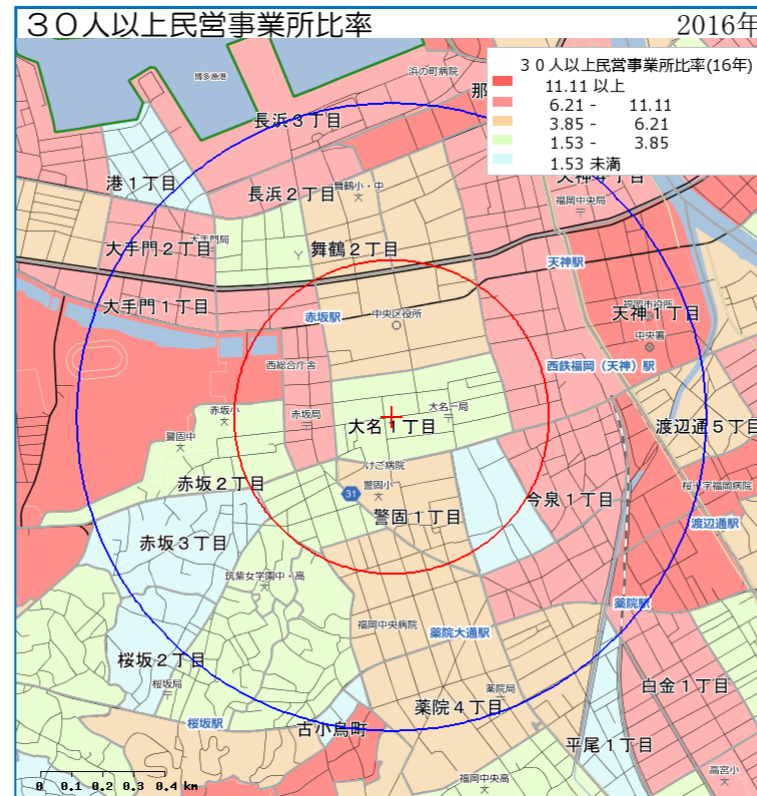 ３０人以上民営事業所比率
2016年
３０人以上民営事業所比率(16年)
11.11 以上
6.21 - 11.11
3.85 - 6.21
1.53 - 3.85
1.53 未満
博多漁港
浜の町病院
那
長浜３丁目
港１丁目
長浜２丁目
舞鶴小・中
天神４丁目
福岡中央局
大手門２丁目
大手門局
舞鶴２丁目
天神駅
大手門１丁目
赤坂駅
中央区役所
福岡市役所
天神１丁目
中央署
西総合庁舎
西鉄福岡（天神）駅
赤坂小
赤坂局
大名一局
大名１丁目
渡辺通５丁目
警固中
けご病院
赤坂２丁目
31
警固小
桜十字福岡病院
今泉１丁目
警固１丁目
渡辺通駅
赤坂３丁目
筑紫女学園中・高
薬院駅
福岡中央病院
薬院大通駅
桜坂２丁目
桜坂局
薬院局
白金１丁目
薬院４丁目
桜坂駅
古小烏町
平尾１丁目
高宮小
福岡中央高
0 0.1 0.2 0.3 0.4 km